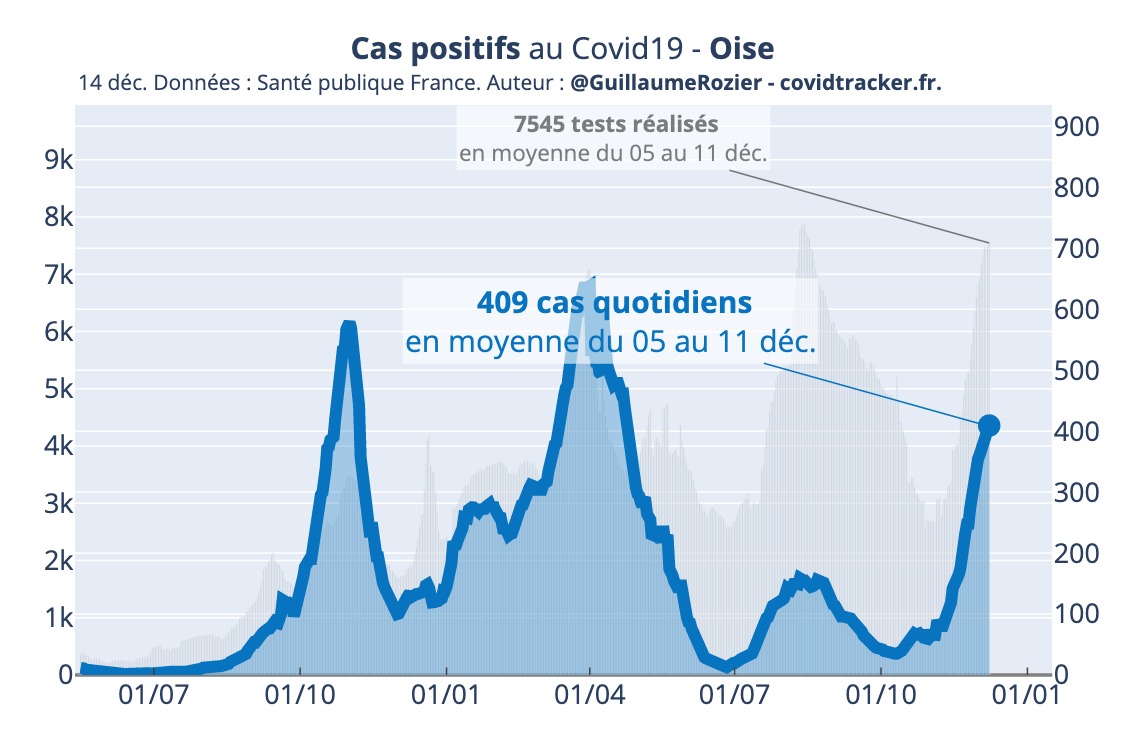 Cas positifs au Covid19 - Oise
14 déc. Données : Santé publique France. Auteur : @GuillaumeRozier - covidtracker.fr.
7545 tests réalisés
en moyenne du 05 au 11 déc.
409 cas quotidiens
en moyenne du 05 au 11 déc.
9k
8k
7k
6k
5k
4k
3k
2k
1k
0
900
800
700
600
500
400
300
200
100
0
01/07
01/10
01/01
01/04
01/07
01/10
01/01